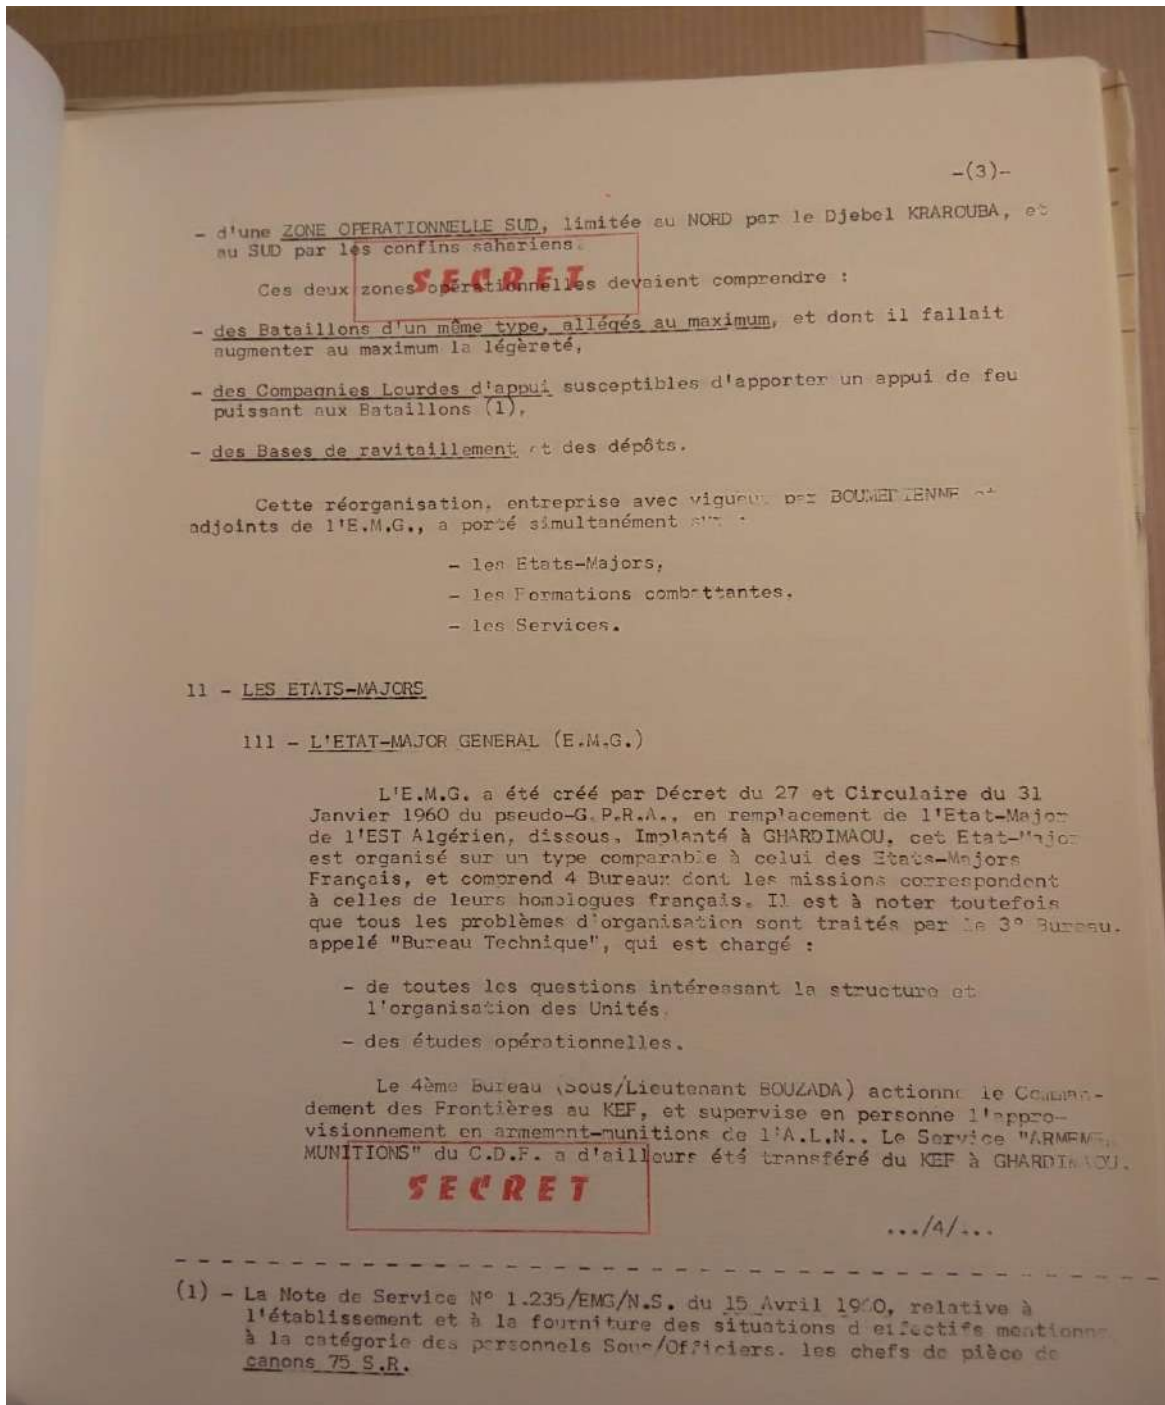 -(3)-
- d'une ZONE OPERATIONNELLE SUD, limitée au NORD par le Djebel KRAROUBA, et
au SUD par les confins sahariens.
SECRET
Ces deux zones opérationnelles devaient comprendre :
- des Bataillons d'un même type, allégés au maximum, et dont il fallait
augmenter au maximum la légèreté,
- des Compagnies Lourdes d'appui susceptibles d'apporter un appui de feu
puissant aux Bataillons (1),
- des Bases de ravitaillement et des dépôts.
Cette réorganisation, entreprise avec vigueur par BOUMEDIENNE et
adjoints de l'E.M.G., a porté simultanément sur :
- les Etats-Majors,
- les Formations combattantes,
- les Services.
11 - LES ETATS-MAJORS
111 - L'ETAT-MAJOR GENERAL (E.M.G.)
L'E.M.G. a été créé par Décret du 27 et Circulaire du 31
Janvier 1960 du pseudo-G.P.R.A., en remplacement de l'Etat-Major
de l'EST Algérien, dissous. Implanté à GHARDIMAOU, cet Etat-Major
est organisé sur un type comparable à celui des Etats-Majors
Français, et comprend 4 Bureaux dont les missions correspondent
à celles de leurs homologues français. Il est à noter toutefois
que tous les problèmes d'organisation sont traités par le 3° Bureau.
appelé "Bureau Technique", qui est chargé :
- de toutes les questions intéressant la structure et
l'organisation des Unités,
- des études opérationnelles.
Le 4ème Bureau (Sous/Lieutenant BOUZADA) actionne le Comman-
dement des Frontières au KEF, et supervise en personne l'appro-
visionnement en armement-munitions de l'A.L.N.. Le Service "ARMEME
MUNITIONS" du C.D.F. a d'ailleurs été transféré du KEF à GHARDIMAOU.
SECRET
.../4/...
(1) - La Note de Service N° 1.235/EMG/N.S. du 15 Avril 1960, relative à
l'établissement et à la fourniture des situations d'effectifs mentionne
à la catégorie des personnels Sous/Officiers. les chefs de pièce de
canons 75 S.R.